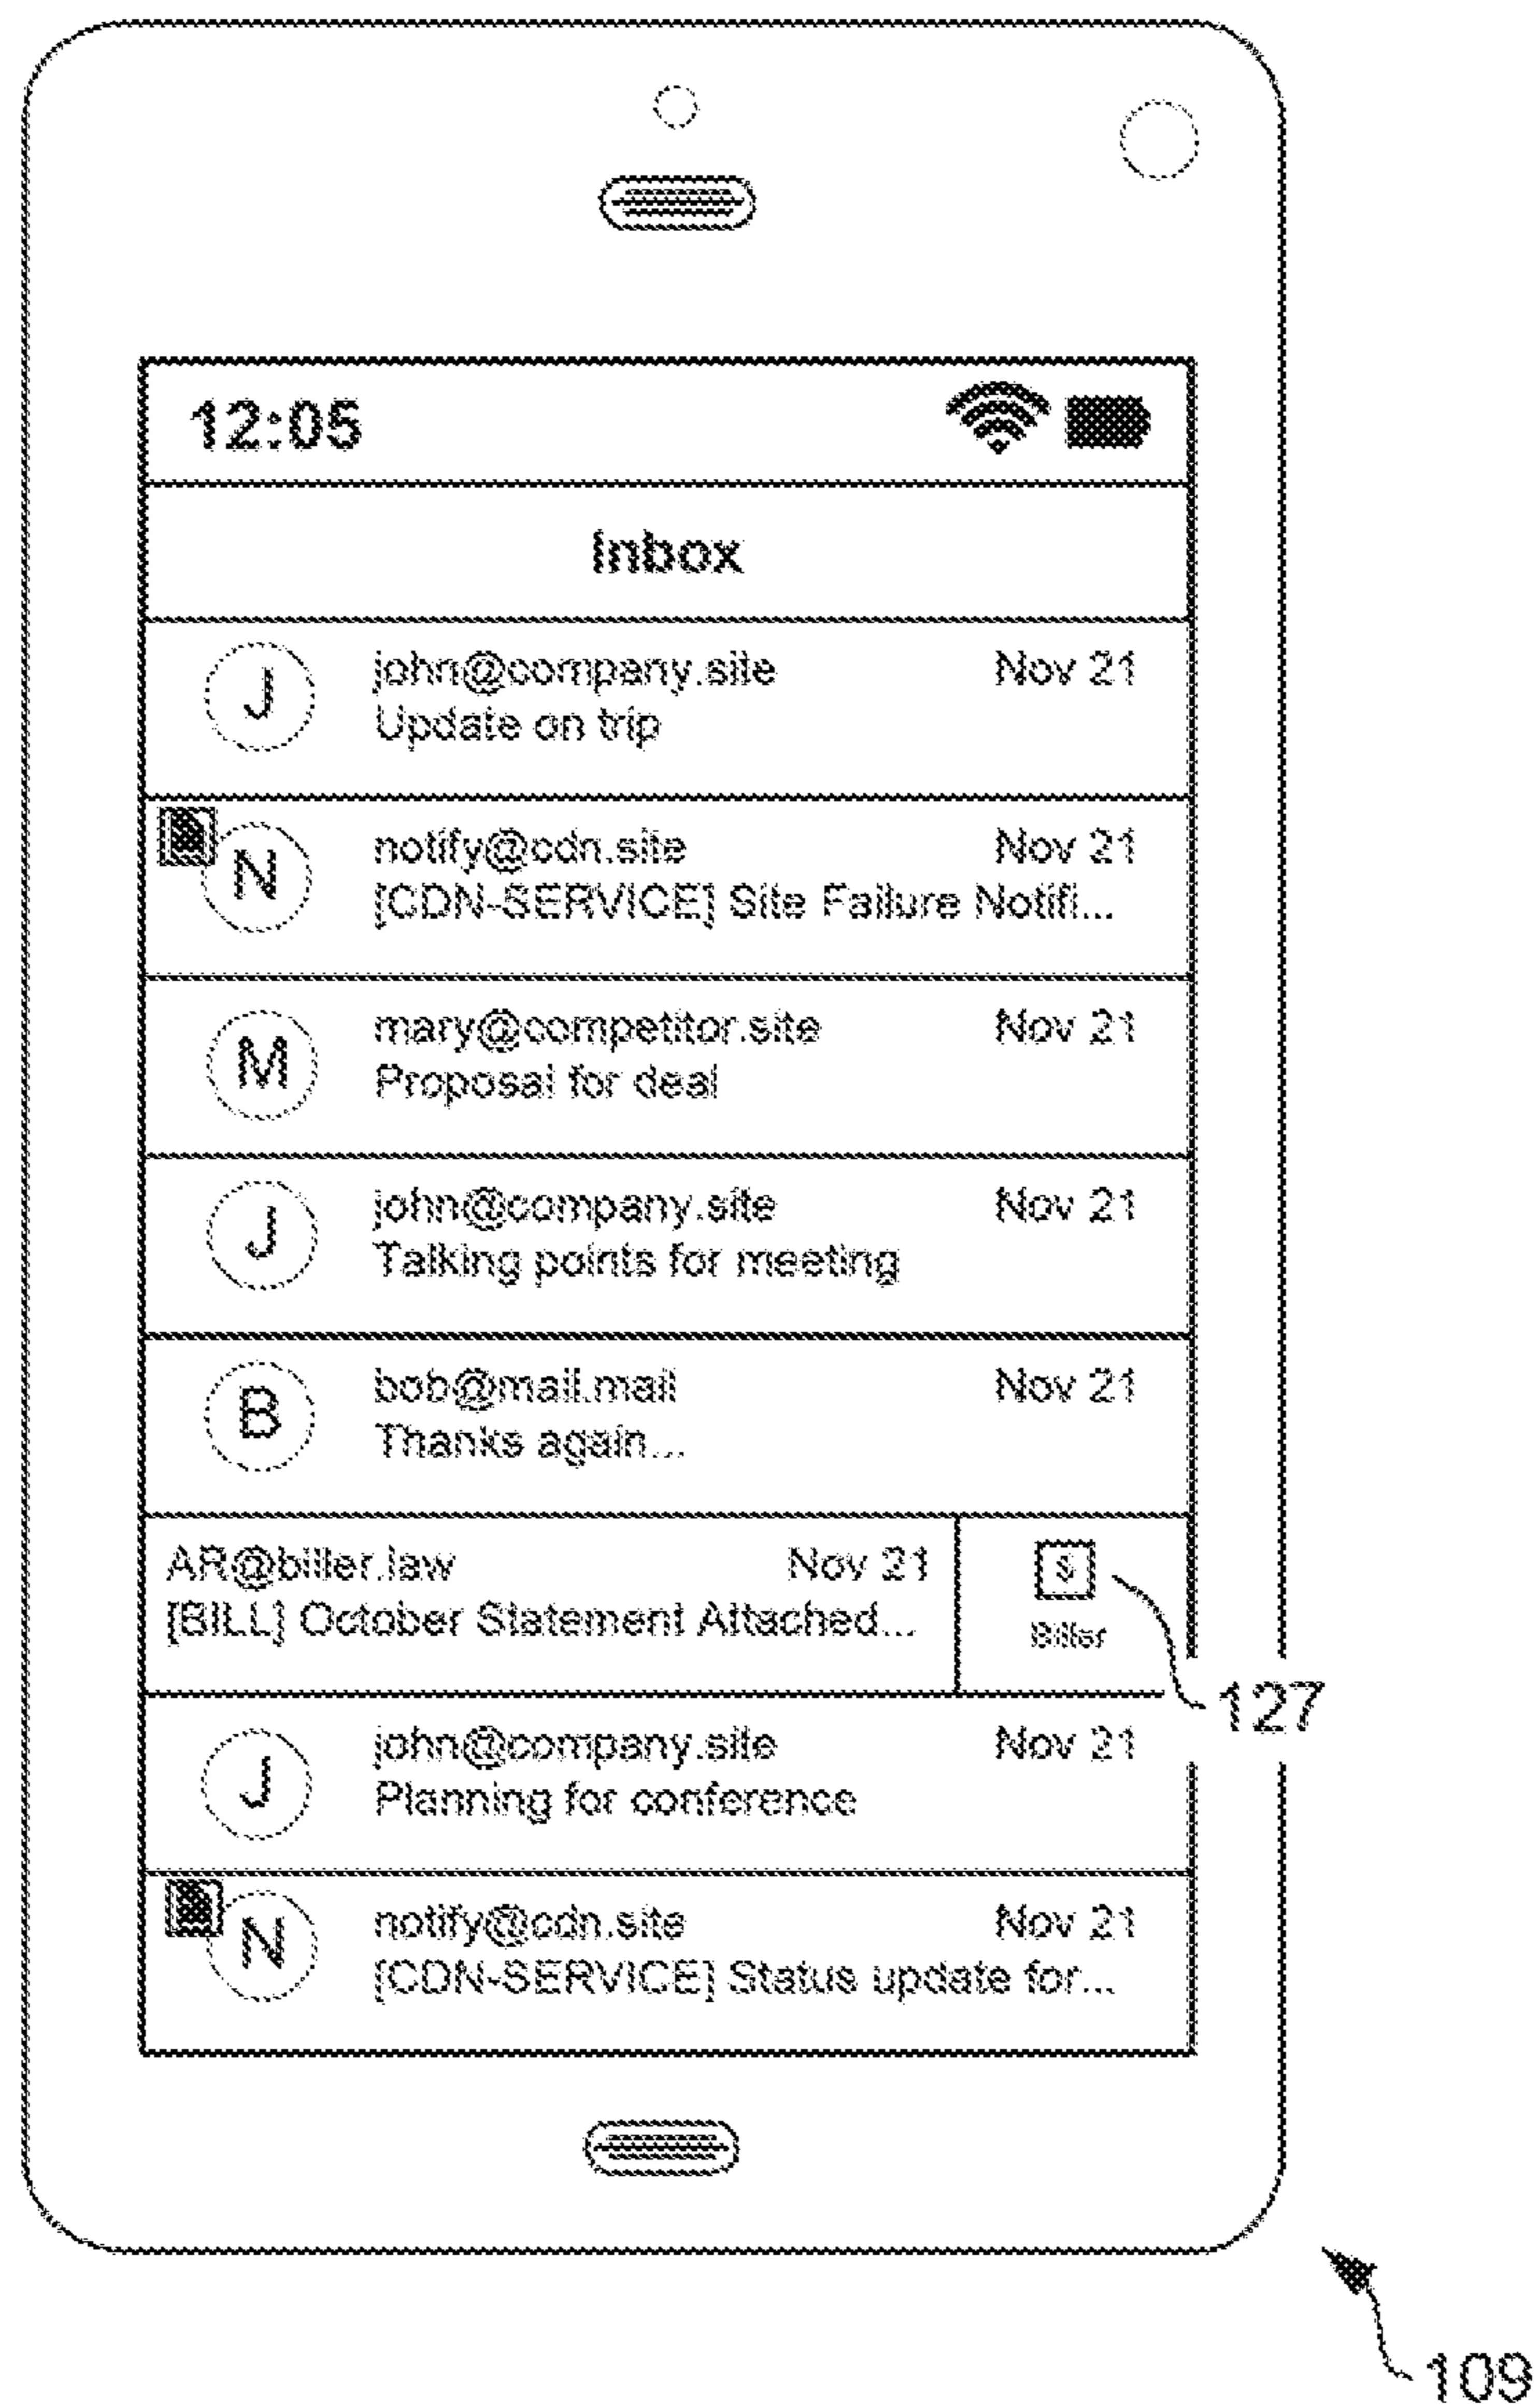 12:05
Inbox
J
john@company.site Nov 21
Update on trip
N
notify@cdn.site Nov 21
[CDN-SERVICE] Site Failure Notifi...
M
mary@competitor.site Nov 21
Proposal for deal
J
john@company.site Nov 21
Talking points for meeting
B
bob@mail.mail Nov 21
Thanks again...
AR@biller.law Nov 21
[BILL] October Statement Attached...
$
Biller
127
J
john@company.site Nov 21
Planning for conference
N
notify@cdn.site Nov 21
[CDN-SERVICE] Status update for...
109